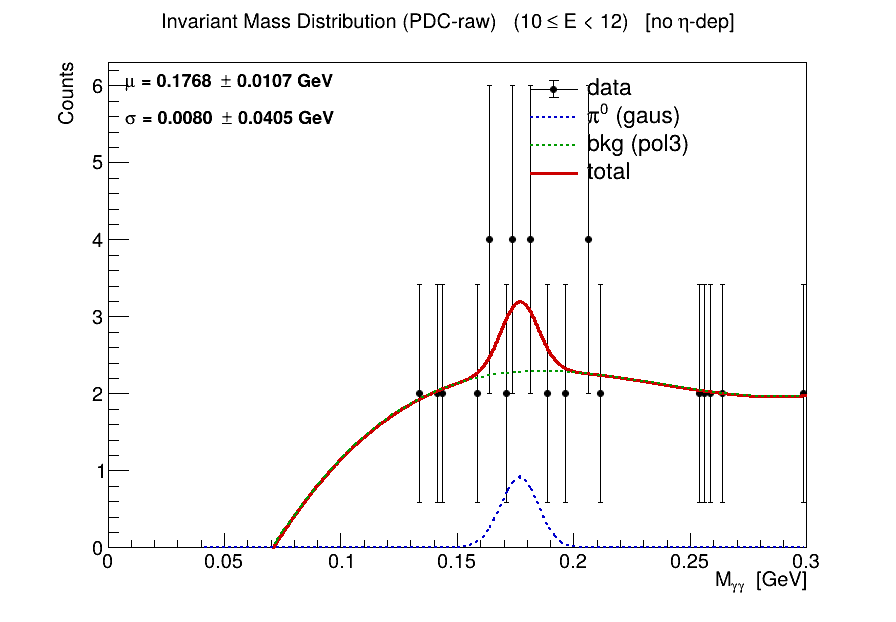 Invariant Mass Distribution (PDC-raw) (10 ≤ E < 12) [no η-dep]
Counts
μ = 0.1768 ± 0.0107 GeV
σ = 0.0080 ± 0.0405 GeV
data
π⁰ (gaus)
bkg (pol3)
total
6
5
4
3
2
1
0
0 0.05 0.1 0.15 0.2 0.25 0.3
Mγγ [GeV]